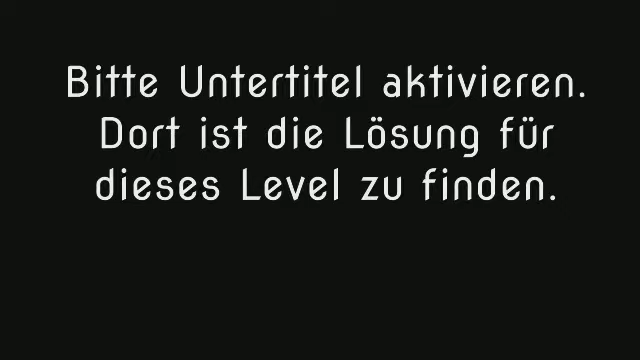 Bitte Untertitel aktivieren.
Dort ist die Lösung für
dieses Level zu finden.